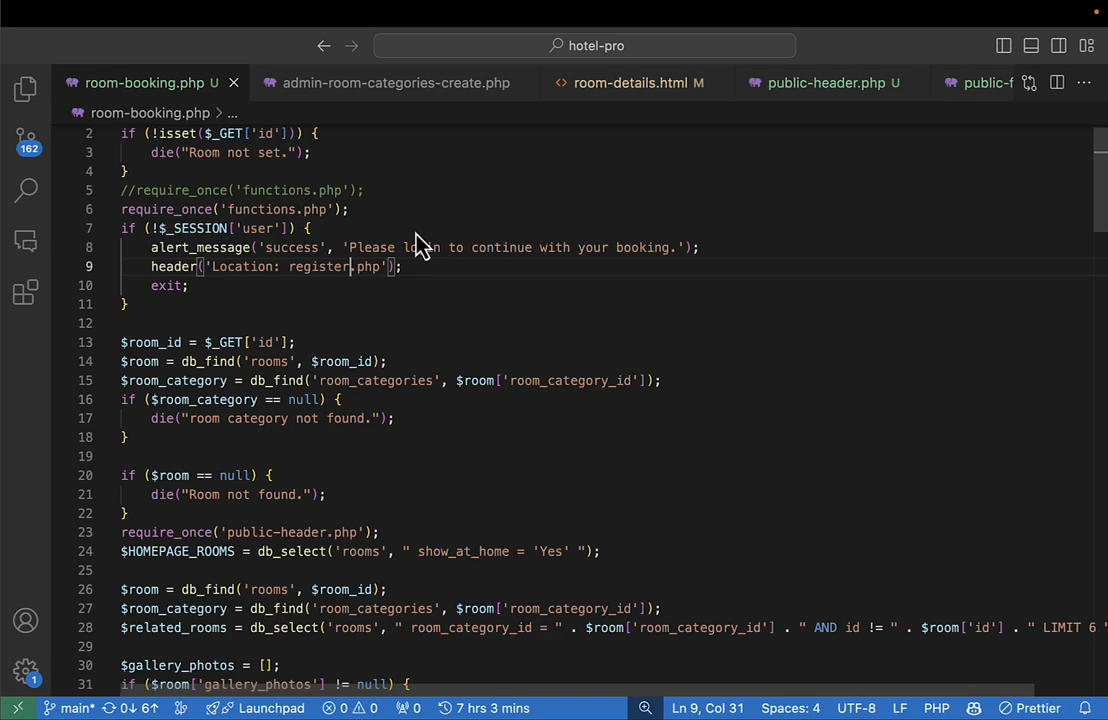 hotel-pro
room-booking.php U
admin-room-categories-create.php
room-details.html M
public-header.php U
public-f
room-booking.php > ...
162
2 if (!isset($_GET['id'])) {
3 die("Room not set.");
4 }
5 //require_once('functions.php');
6 require_once('functions.php');
7 if (!$_SESSION['user']) {
8 alert_message('success', 'Please login to continue with your booking.');
9 header('Location: register.php');
10 exit;
11 }
12
13 $room_id = $_GET['id'];
14 $room = db_find('rooms', $room_id);
15 $room_category = db_find('room_categories', $room['room_category_id']);
16 if ($room_category == null) {
17 die("room category not found.");
18 }
19
20 if ($room == null) {
21 die("Room not found.");
22 }
23 require_once('public-header.php');
24 $HOMEPAGE_ROOMS = db_select('rooms', " show_at_home = 'Yes' ");
25
26 $room = db_find('rooms', $room_id);
27 $room_category = db_find('room_categories', $room['room_category_id']);
28 $related_rooms = db_select('rooms', " room_category_id = " . $room['room_category_id'] . " AND id != " . $room['id'] . " LIMIT 6 "
29
30 $gallery_photos = [];
31 if ($room['gallery_photos'] != null) {
1
main* 0↓ 6↑ Launchpad 0 0 0 7 hrs 3 mins Ln 9, Col 31 Spaces: 4 UTF-8 LF PHP Prettier